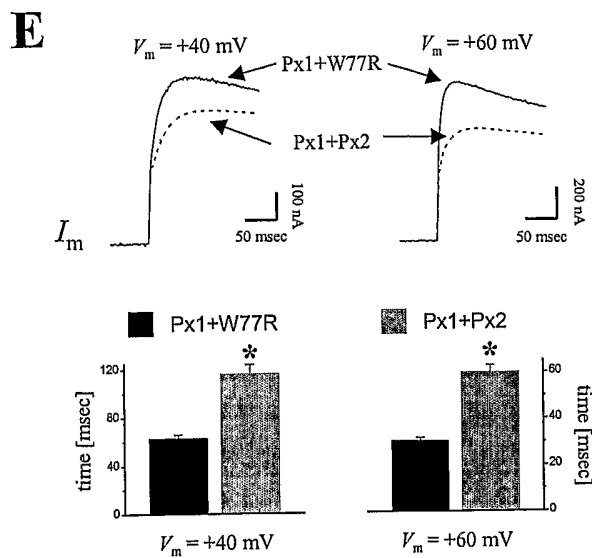 E
Vm = +40 mV
Vm = +60 mV
Px1+W77R
Px1+Px2
100 nA
50 msec
200 nA
50 msec
Im
Px1+W77R
Px1+Px2
time [msec]
120
80
40
0
*
Vm = +40 mV
*
60
40
20
0
time [msec]
Vm = +60 mV